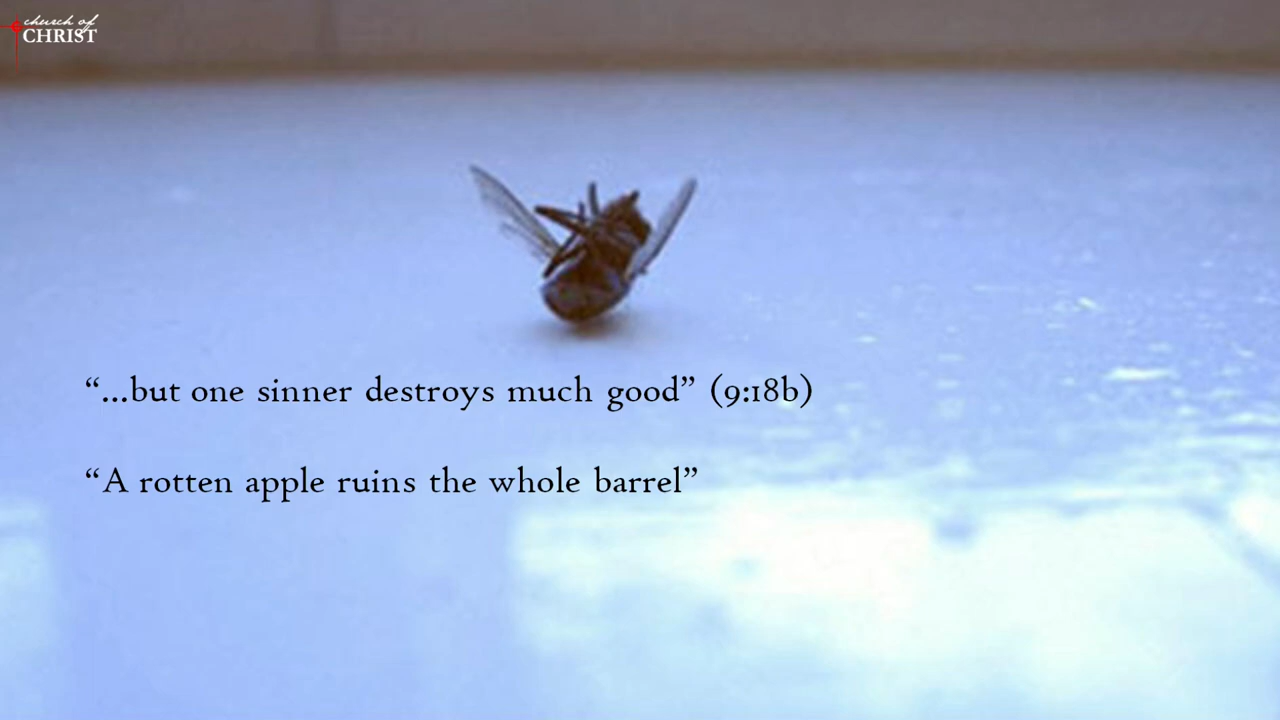 church of
CHRIST
“...but one sinner destroys much good” (9:18b)
“A rotten apple ruins the whole barrel”